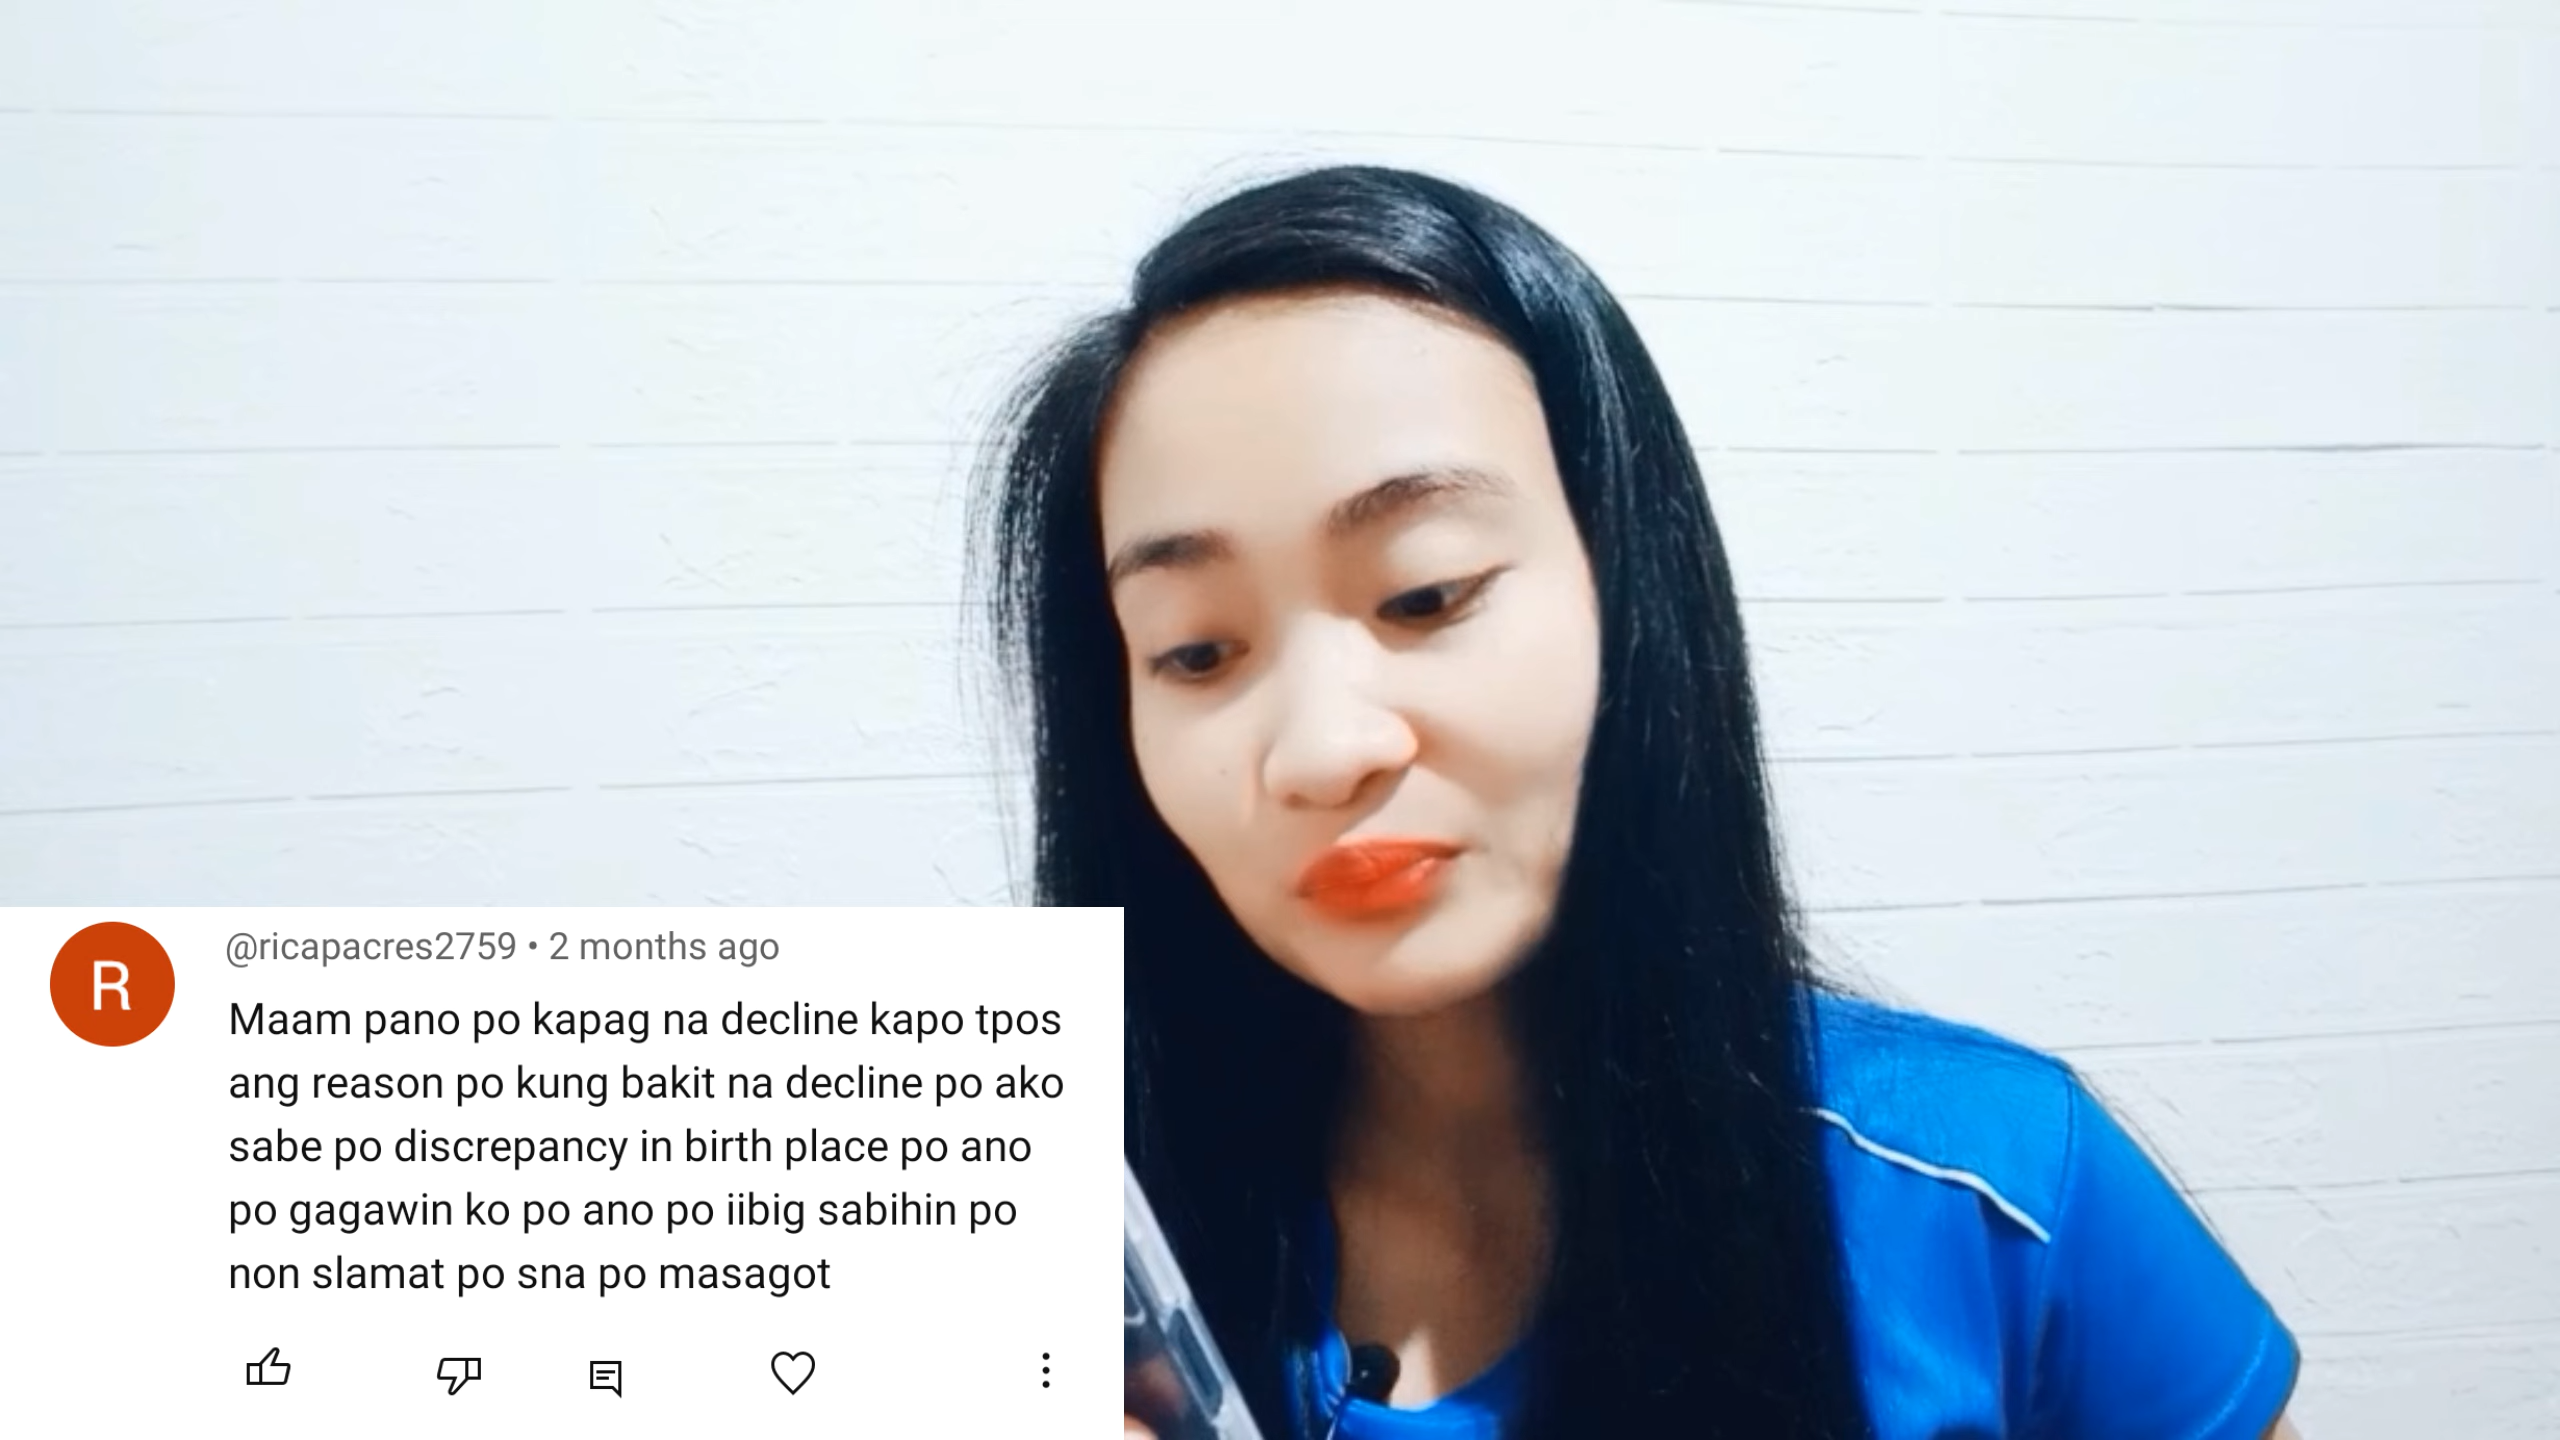 R
@ricapacres2759 • 2 months ago
Maam pano po kapag na decline kapo tpos
ang reason po kung bakit na decline po ako
sabe po discrepancy in birth place po ano
po gagawin ko po ano po iibig sabihin po
non slamat po sna po masagot